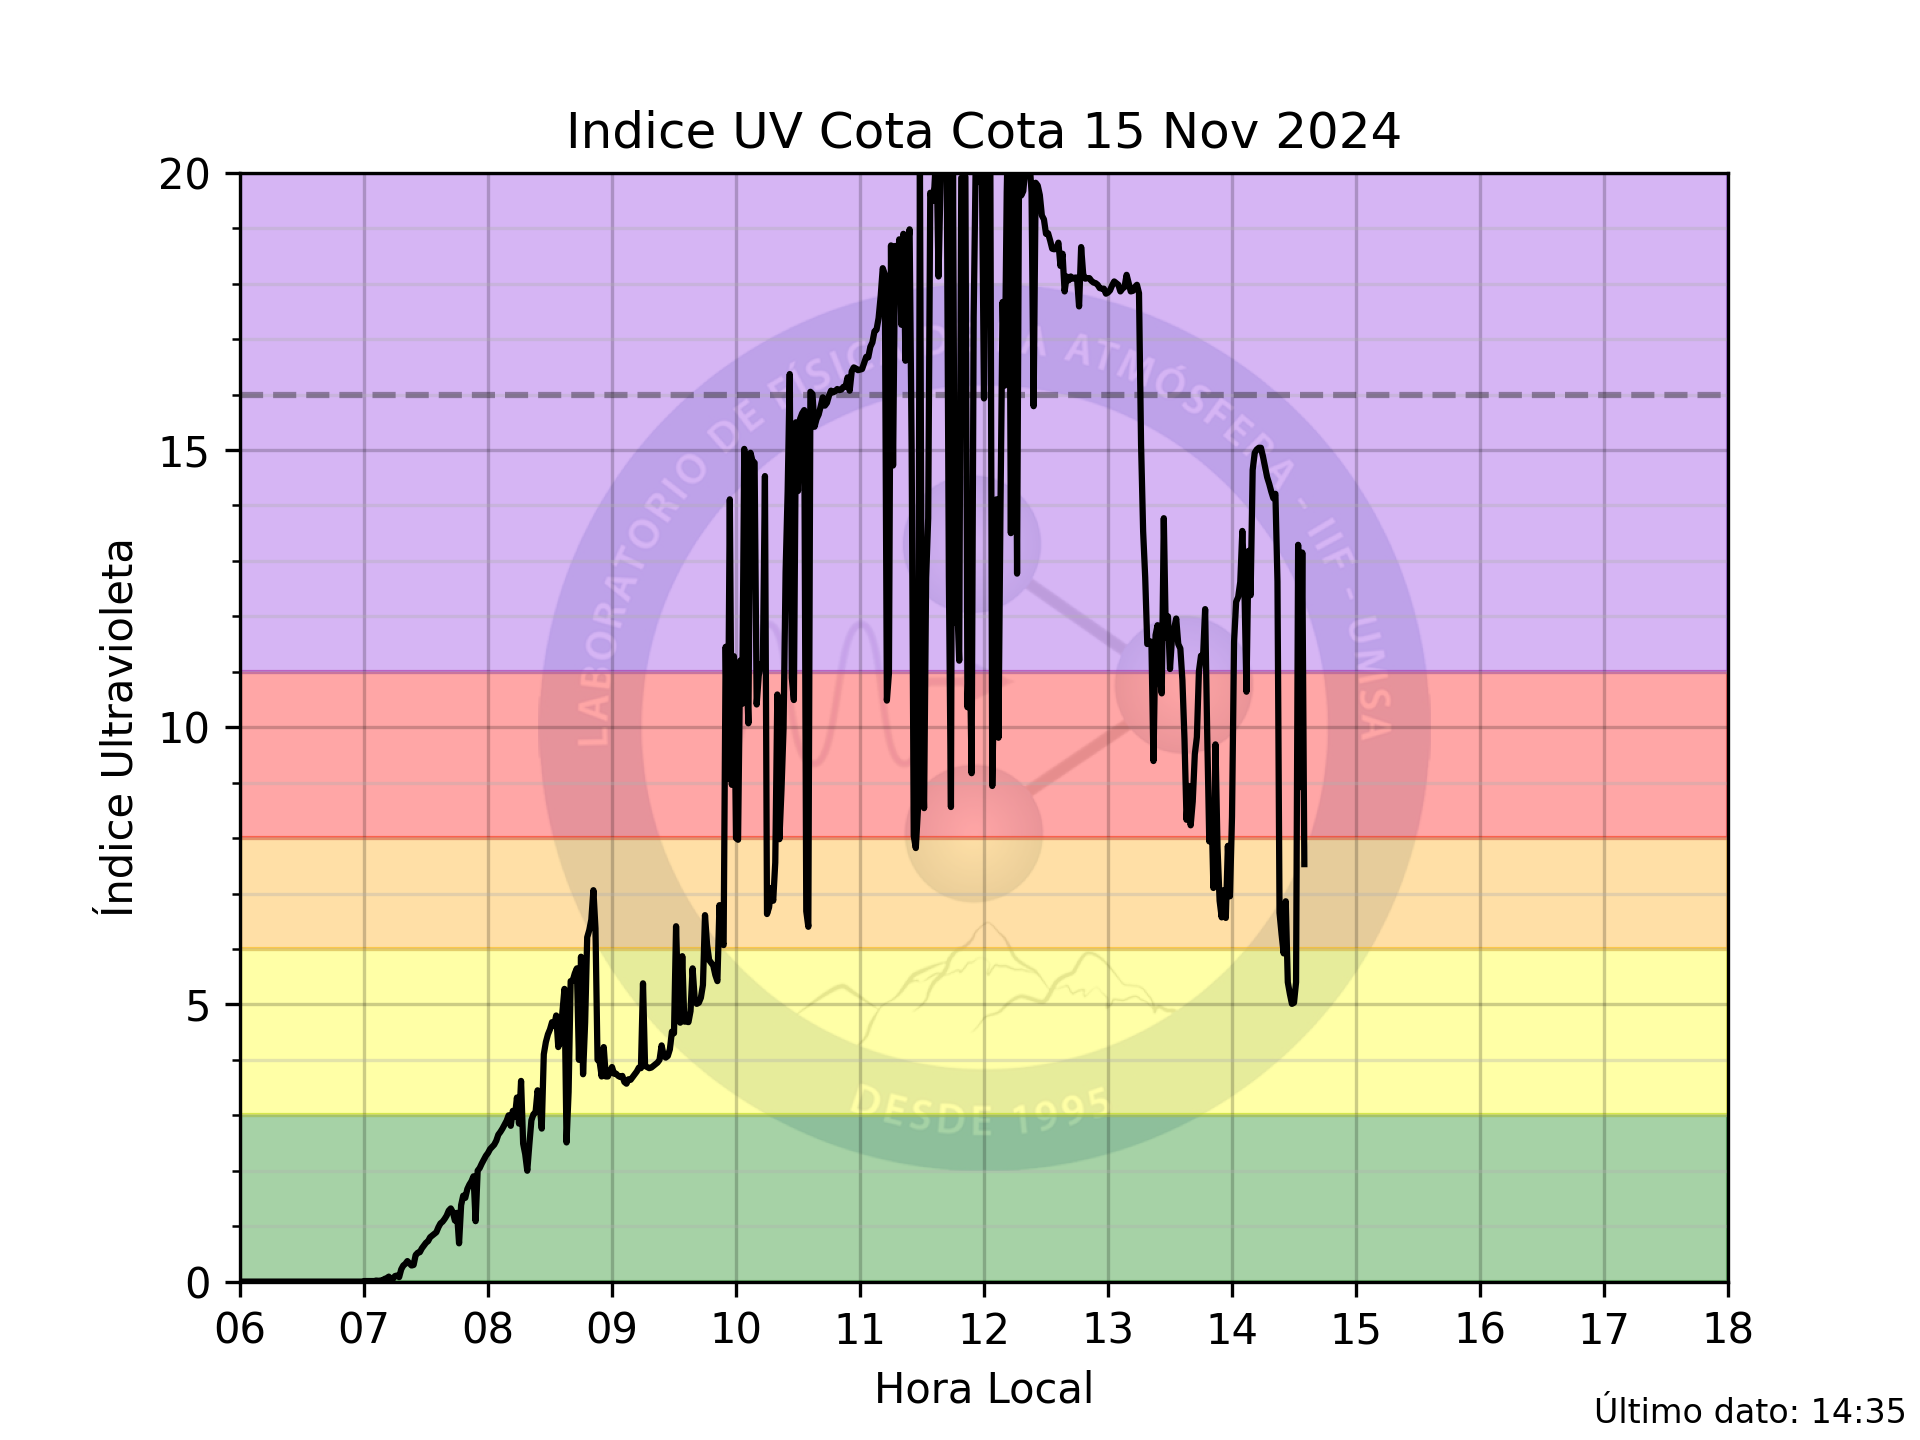 Indice UV Cota Cota 15 Nov 2024
20
15
10
5
0
Índice Ultravioleta
LABORATORIO DE FÍSICA DE LA ATMÓSFERA - IIF - UMSA
DESDE 1995
06 07 08 09 10 11 12 13 14 15 16 17 18
Hora Local
Último dato: 14:35